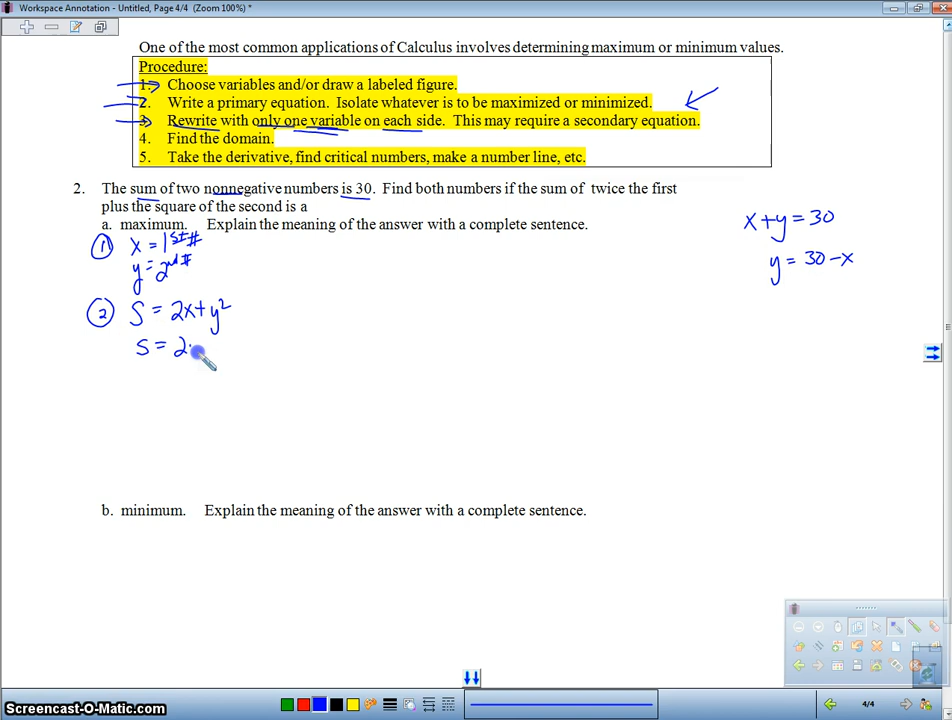 Workspace Annotation - Untitled, Page 4/4 (Zoom 100%) *
One of the most common applications of Calculus involves determining maximum or minimum values.
Procedure:
1. Choose variables and/or draw a labeled figure.
2. Write a primary equation. Isolate whatever is to be maximized or minimized.
3. Rewrite with only one variable on each side. This may require a secondary equation.
4. Find the domain.
5. Take the derivative, find critical numbers, make a number line, etc.
2. The sum of two nonnegative numbers is 30. Find both numbers if the sum of twice the first
plus the square of the second is a
a. maximum. Explain the meaning of the answer with a complete sentence.
x + y = 30
y = 30 - x
① x = 1st #
y = 2nd #
② S = 2x + y²
S = 2
b. minimum. Explain the meaning of the answer with a complete sentence.
4/4
Screencast-O-Matic.com
4/4